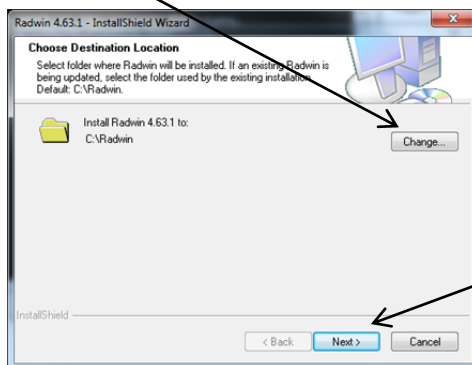 Radwin 4.63.1 - InstallShield Wizard
Choose Destination Location
Select folder where Radwin will be installed. If an existing Radwin is
being updated, select the folder used by the existing installation.
Default: C:\Radwin.
Install Radwin 4.63.1 to:
C:\Radwin
Change...
InstallShield
< Back
Next >
Cancel